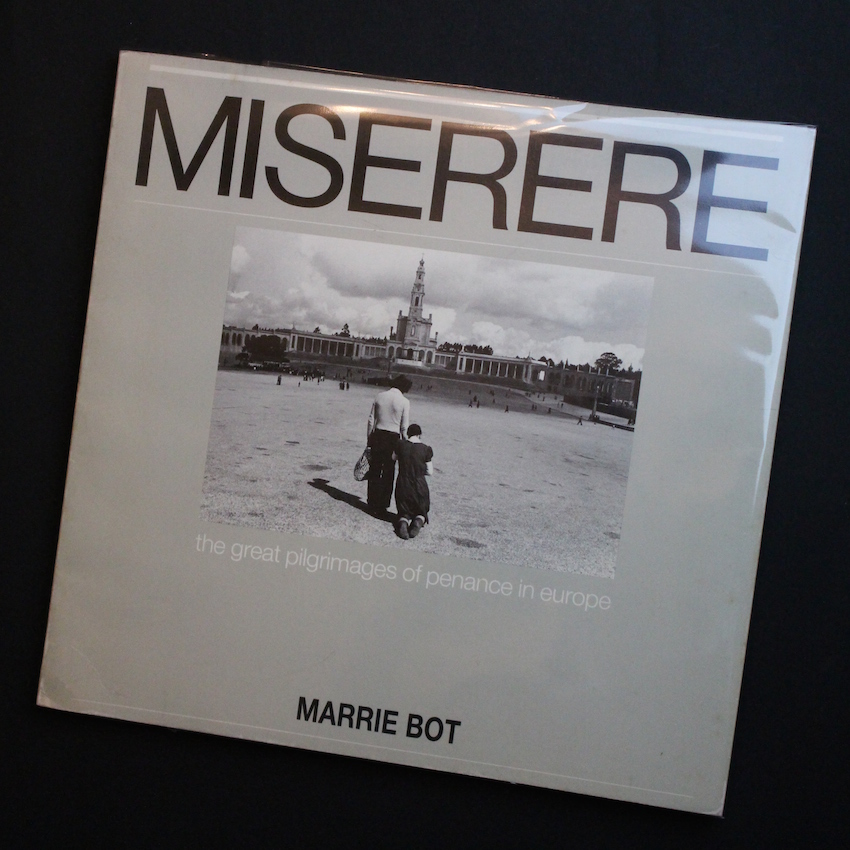 MISERERE
the great pilgrimages of penance in europe
MARRIE BOT